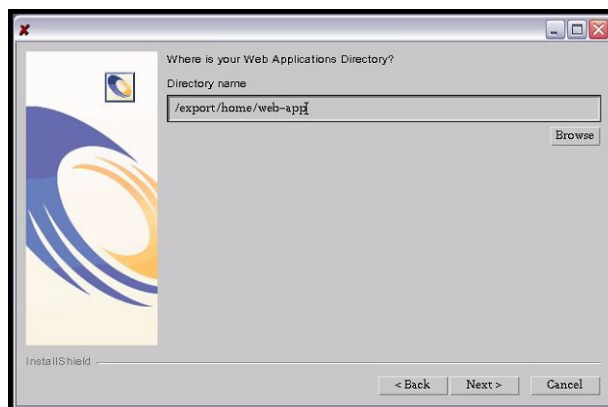 Where is your Web Applications Directory?
Directory name
/export/home/web-app
Browse
InstallShield
< Back Next > Cancel